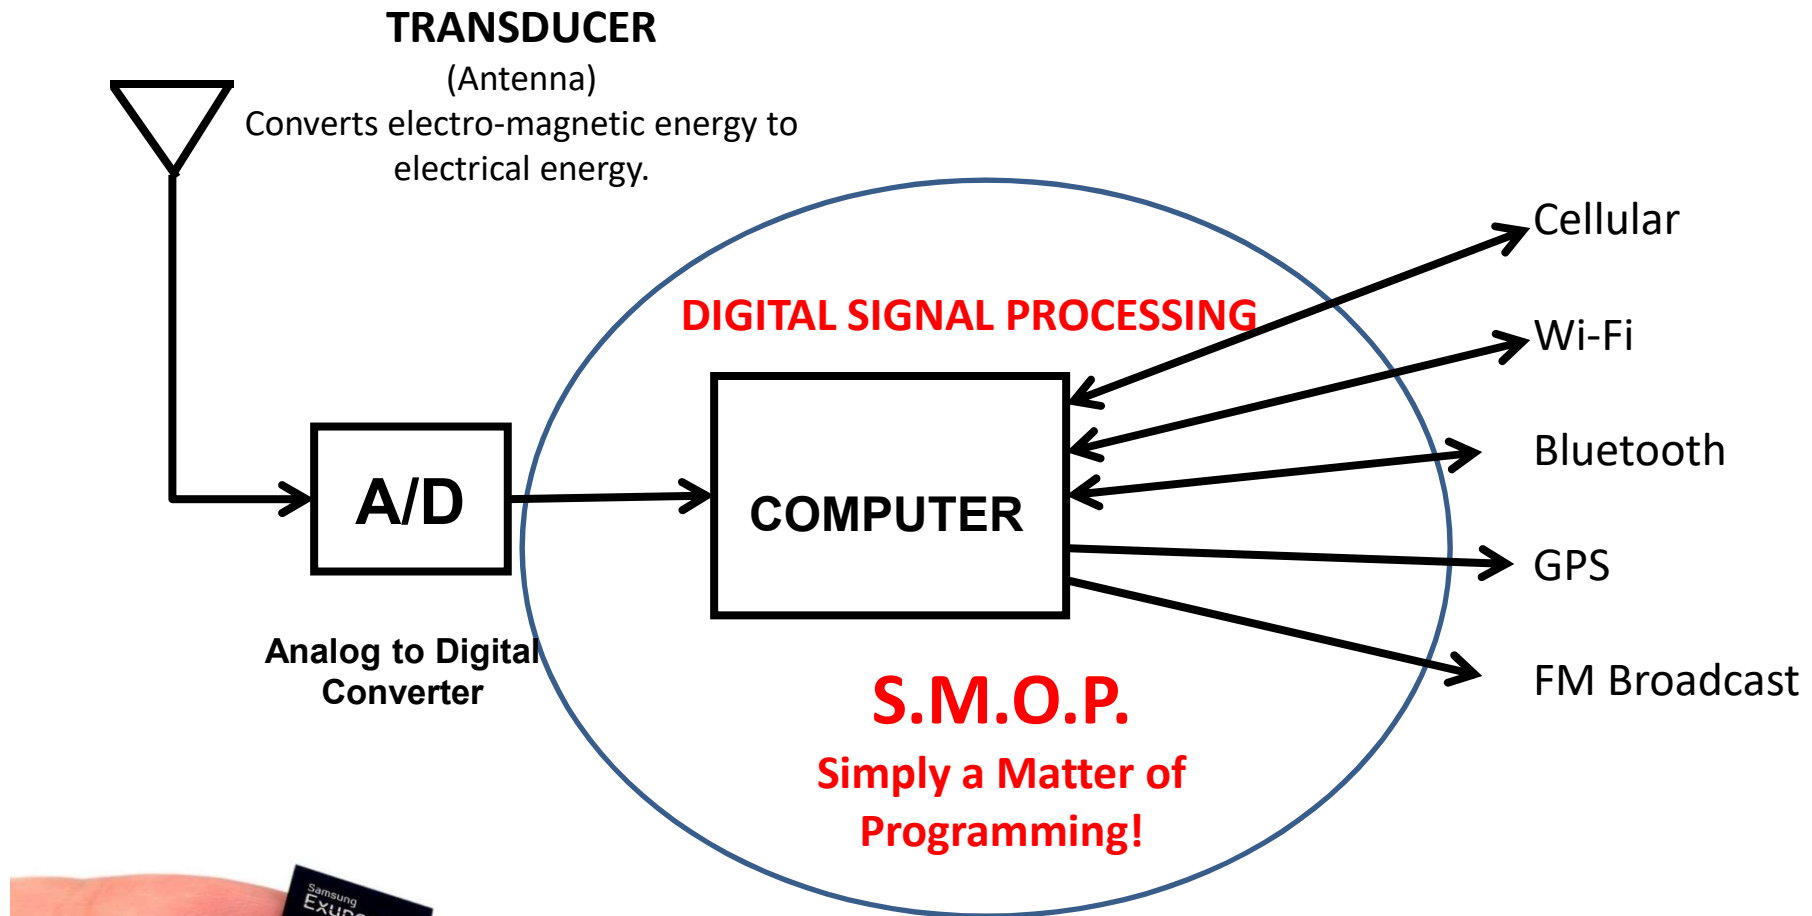 TRANSDUCER
(Antenna)
Converts electro-magnetic energy to
electrical energy.
Cellular
DIGITAL SIGNAL PROCESSING
Wi-Fi
Bluetooth
A/D
COMPUTER
GPS
Analog to Digital
Converter
FM Broadcast
S.M.O.P.
Simply a Matter of
Programming!
Samsung